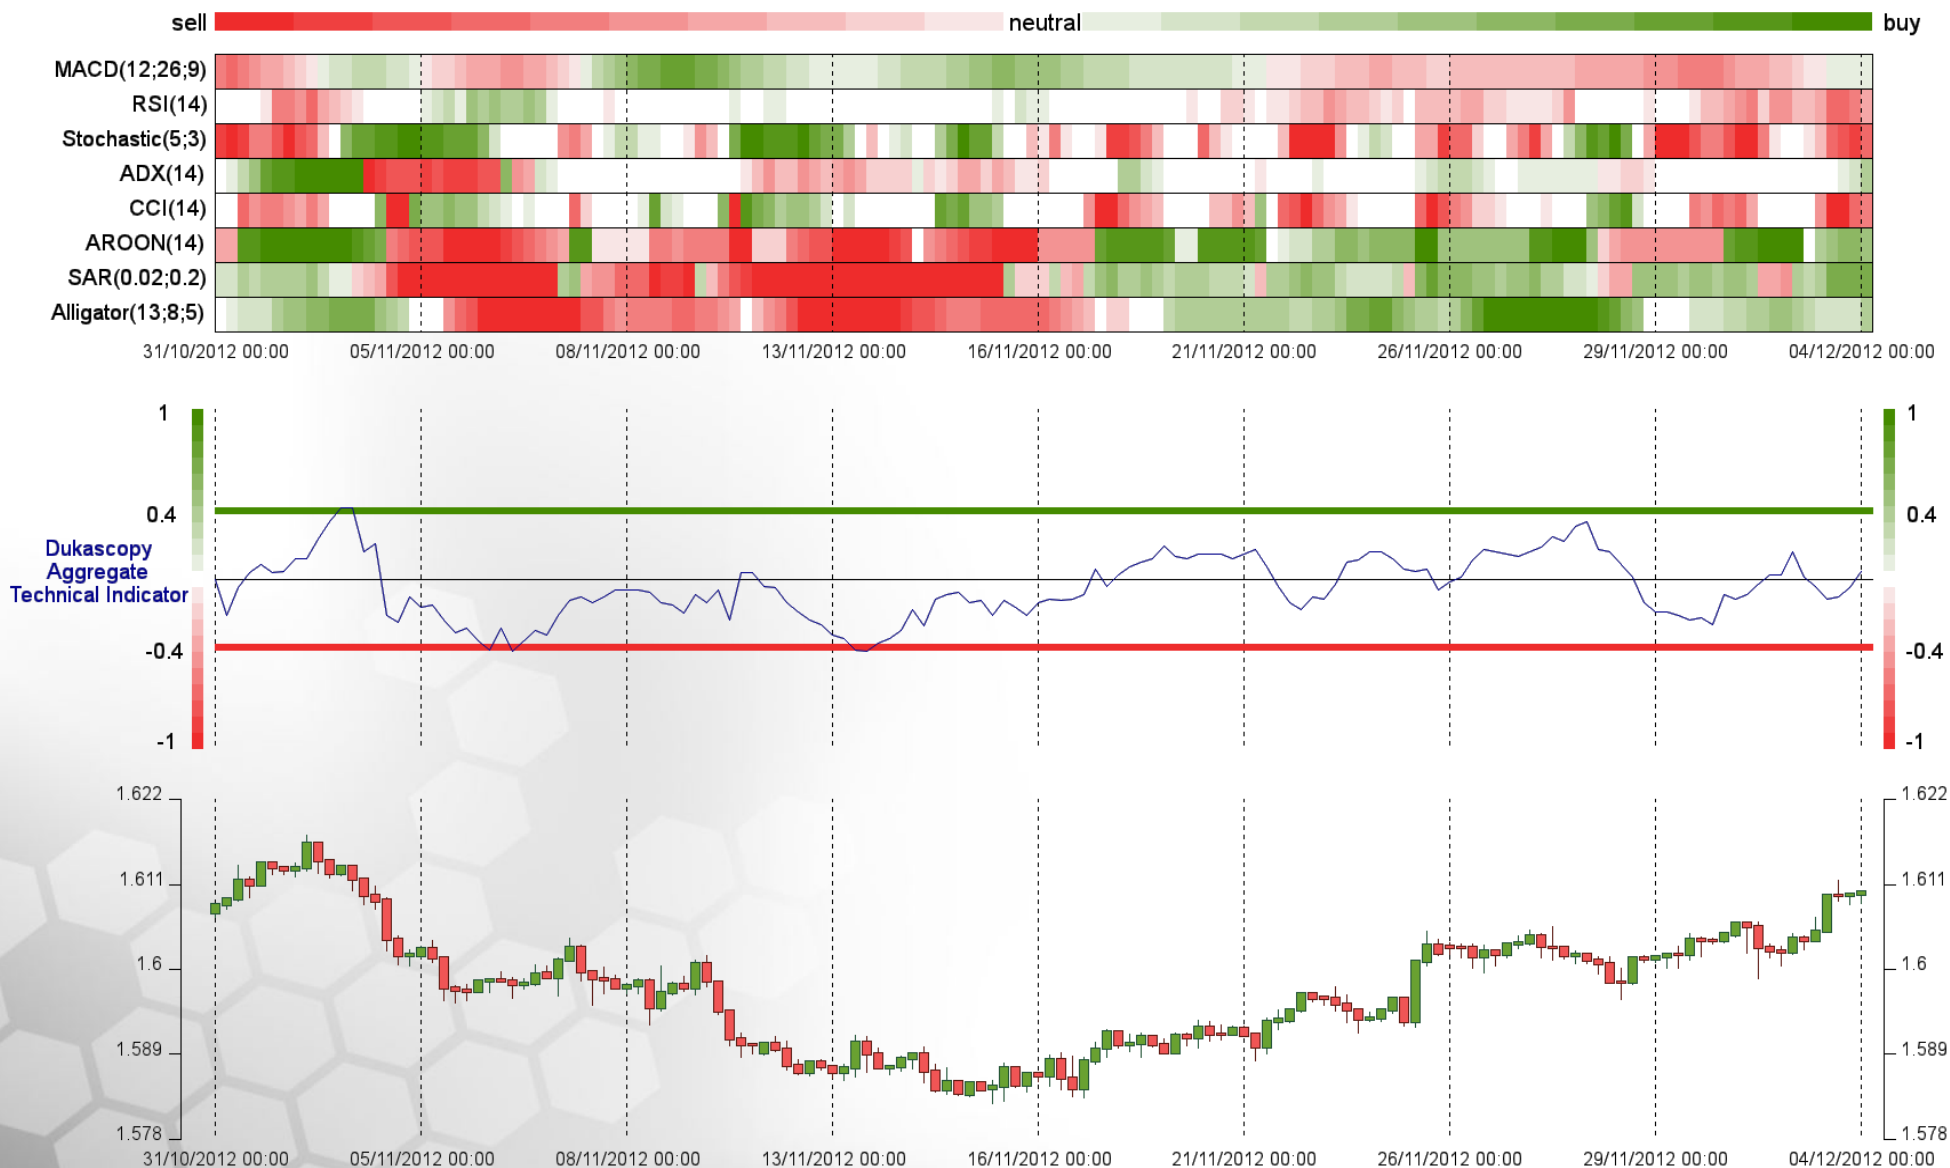 sell neutral buy
MACD(12;26;9)
RSI(14)
Stochastic(5;3)
ADX(14)
CCI(14)
AROON(14)
SAR(0.02;0.2)
Alligator(13;8;5)
31/10/2012 00:00 05/11/2012 00:00 08/11/2012 00:00 13/11/2012 00:00 16/11/2012 00:00 21/11/2012 00:00 26/11/2012 00:00 29/11/2012 00:00 04/12/2012 00:00
1 1
0.4 0.4
Dukascopy
Aggregate
Technical Indicator
-0.4 -0.4
-1 -1
1.622 1.622
1.611 1.611
1.6 1.6
1.589 1.589
1.578 1.578
31/10/2012 00:00 05/11/2012 00:00 08/11/2012 00:00 13/11/2012 00:00 16/11/2012 00:00 21/11/2012 00:00 26/11/2012 00:00 29/11/2012 00:00 04/12/2012 00:00